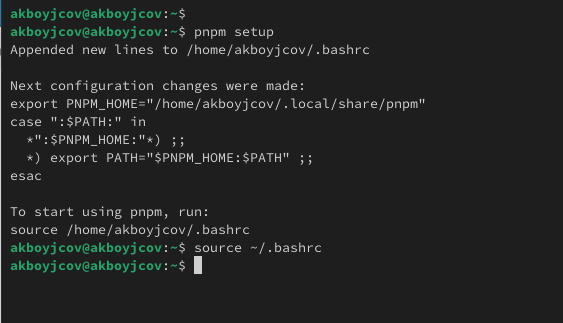 akboyjcov@akboyjcov:~$
akboyjcov@akboyjcov:~$ pnpm setup
Appended new lines to /home/akboyjcov/.bashrc

Next configuration changes were made:
export PNPM_HOME="/home/akboyjcov/.local/share/pnpm"
case ":$PATH:" in
  *":$PNPM_HOME:"*) ;;
  *) export PATH="$PNPM_HOME:$PATH" ;;
esac

To start using pnpm, run:
source /home/akboyjcov/.bashrc
akboyjcov@akboyjcov:~$ source ~/.bashrc
akboyjcov@akboyjcov:~$